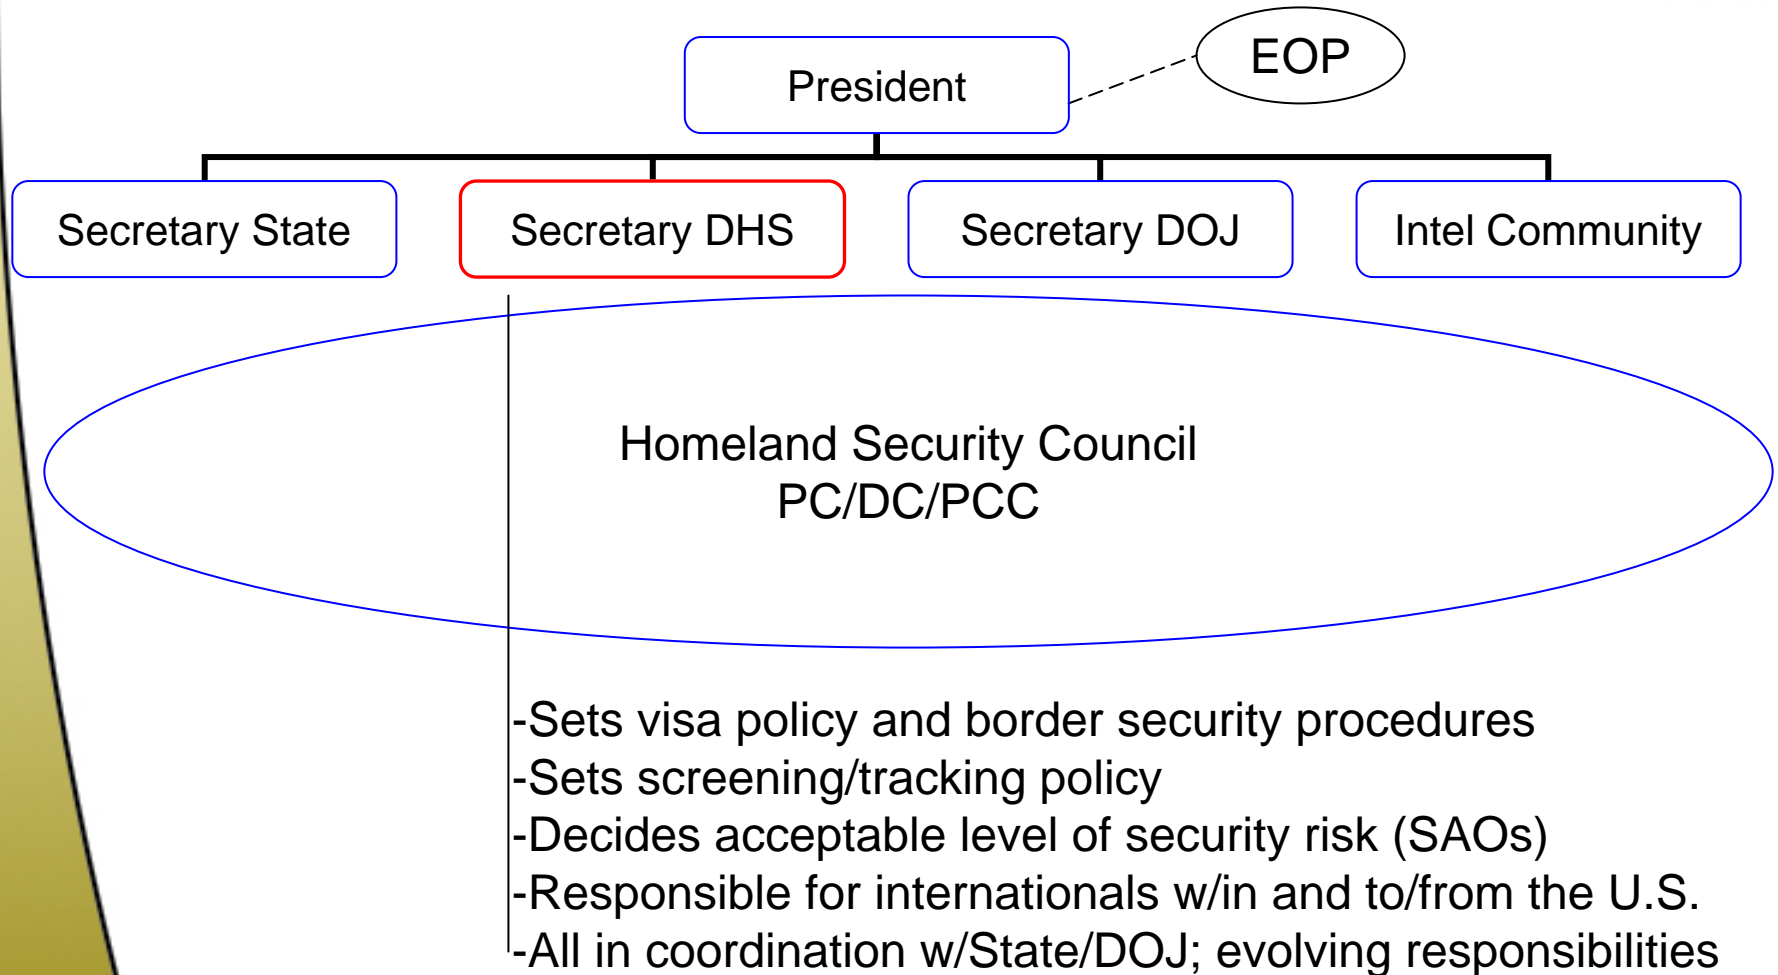 EOP
President
Secretary State
Secretary DHS
Secretary DOJ
Intel Community
Homeland Security Council
PC/DC/PCC
-Sets visa policy and border security procedures
-Sets screening/tracking policy
-Decides acceptable level of security risk (SAOs)
-Responsible for internationals w/in and to/from the U.S.
-All in coordination w/State/DOJ; evolving responsibilities